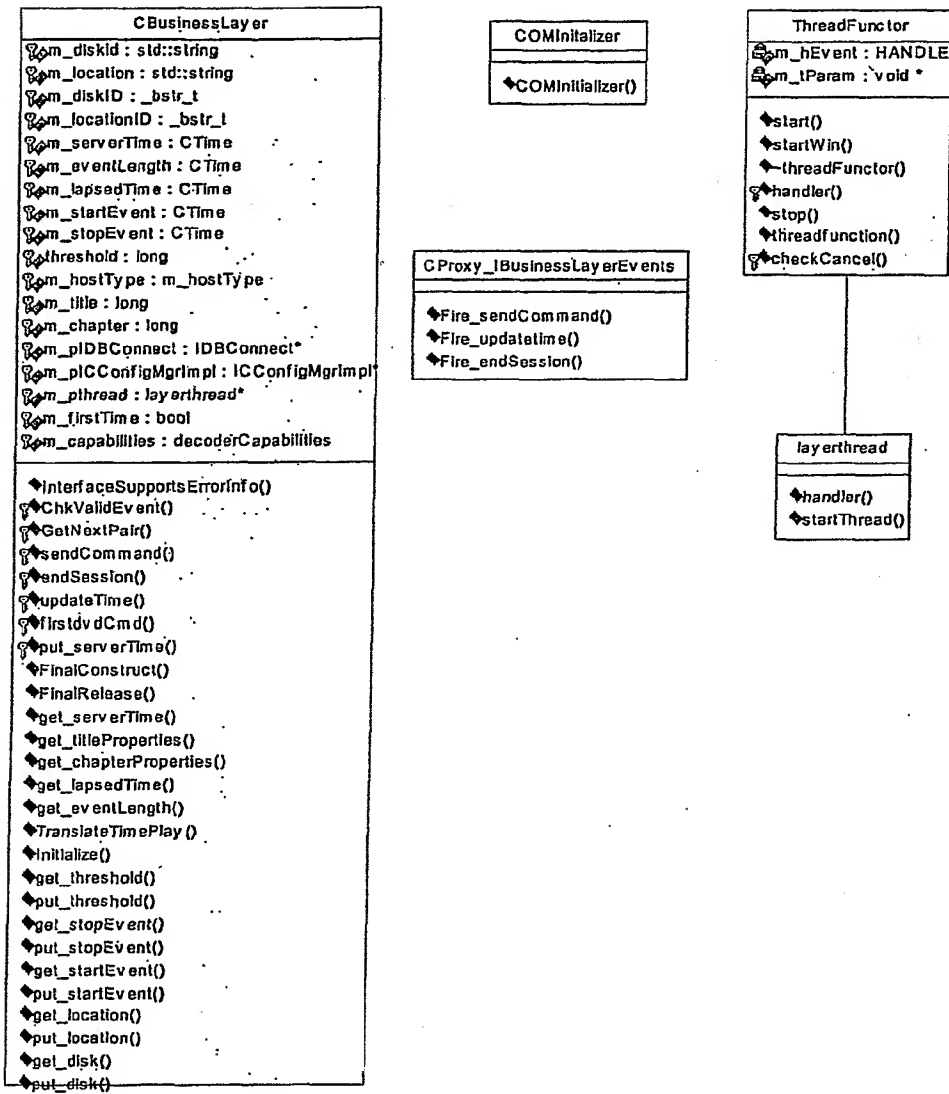 CBusinessLayer
m_diskid : std::string
m_location : std::string
m_diskID : _bstr_t
m_locationID : _bstr_t
m_serverTime : CTime
m_eventLength : CTime
m_lapsedTime : CTime
m_startEvent : CTime
m_stopEvent : CTime
threshold : long
m_hostType : m_hostType
m_title : long
m_chapter : long
m_pIDBConnect : IDBConnect*
m_pICConfigMgrImpl : ICConfigMgrImpl*
m_pthread : layerthread*
m_firstTime : bool
m_capabilities : decoderCapabilities
InterfaceSupportsErrorInfo()
ChkValidEvent()
GetNextPair()
sendCommand()
endSession()
updateTime()
firstdvdCmd()
put_serverTime()
FinalConstruct()
FinalRelease()
get_serverTime()
get_titleProperties()
get_chapterProperties()
get_lapsedTime()
get_eventLength()
TranslateTimePlay()
Initialize()
get_threshold()
put_threshold()
get_stopEvent()
put_stopEvent()
get_startEvent()
put_startEvent()
get_location()
put_location()
get_disk()
put_disk()
COMInitalizer
COMInitializer()
CProxy_IBusinessLayerEvents
Fire_sendCommand()
Fire_updatetime()
Fire_endSession()
ThreadFunctor
m_hEvent : HANDLE
m_tParam : void *
start()
startWin()
~threadFunctor()
handler()
stop()
threadfunction()
checkCancel()
layerthread
handler()
startThread()